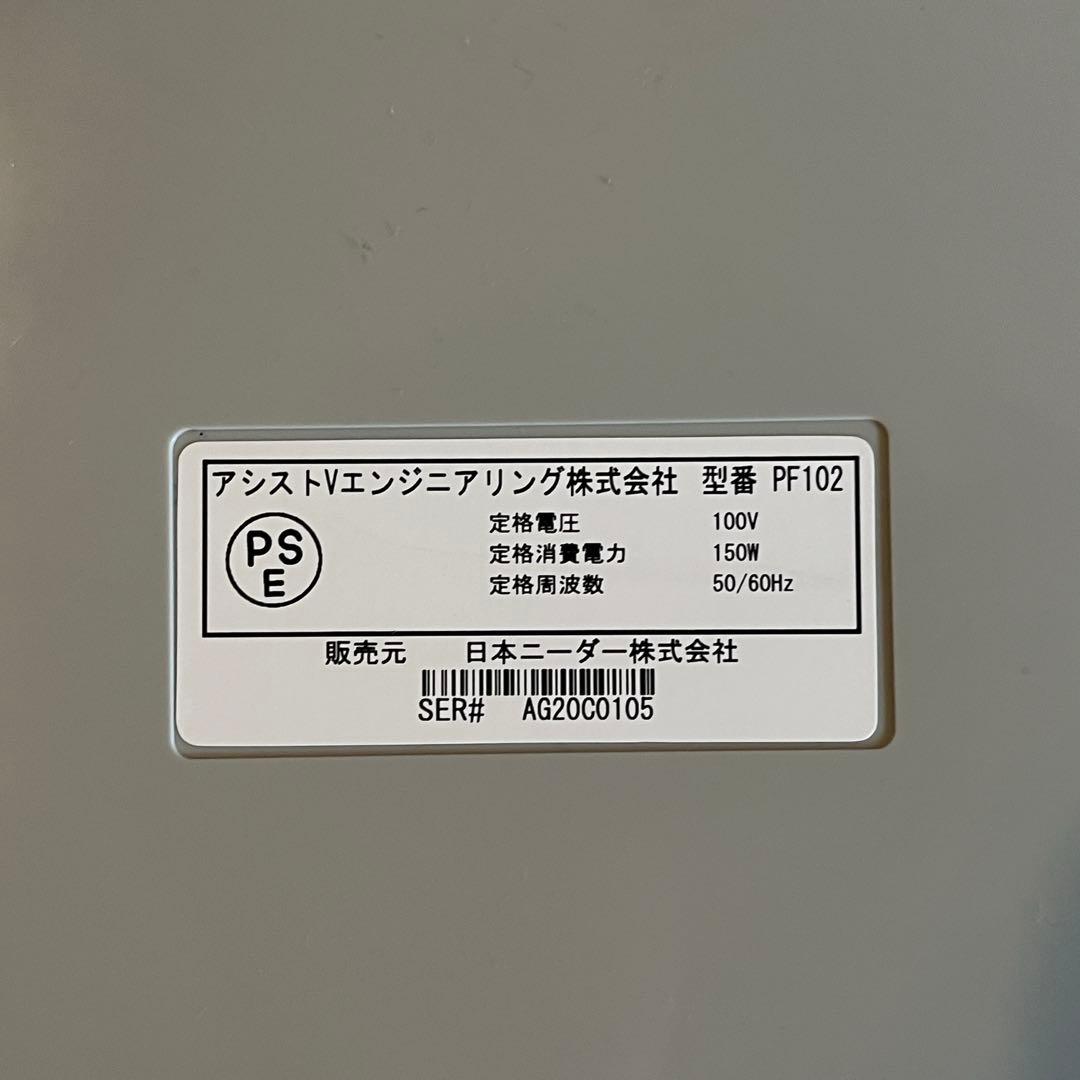 アシストVエンジニアリング株式会社 型番 PF102
PSE
定格電圧 100V
定格消費電力 150W
定格周波数 50/60Hz
販売元 日本ニーダー株式会社
SER# AG20C0105